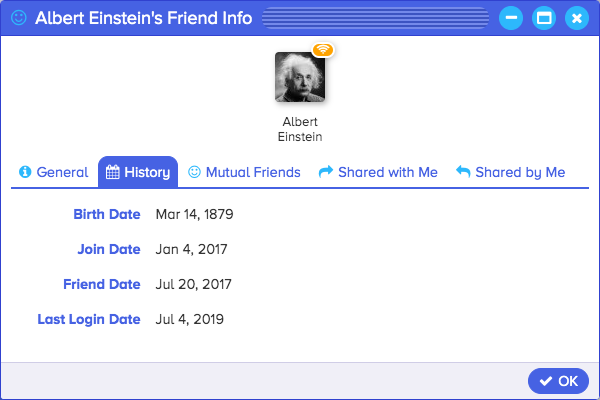 Albert Einstein's Friend Info
Albert
Einstein
General History Mutual Friends Shared with Me Shared by Me
Birth Date Mar 14, 1879
Join Date Jan 4, 2017
Friend Date Jul 20, 2017
Last Login Date Jul 4, 2019
OK